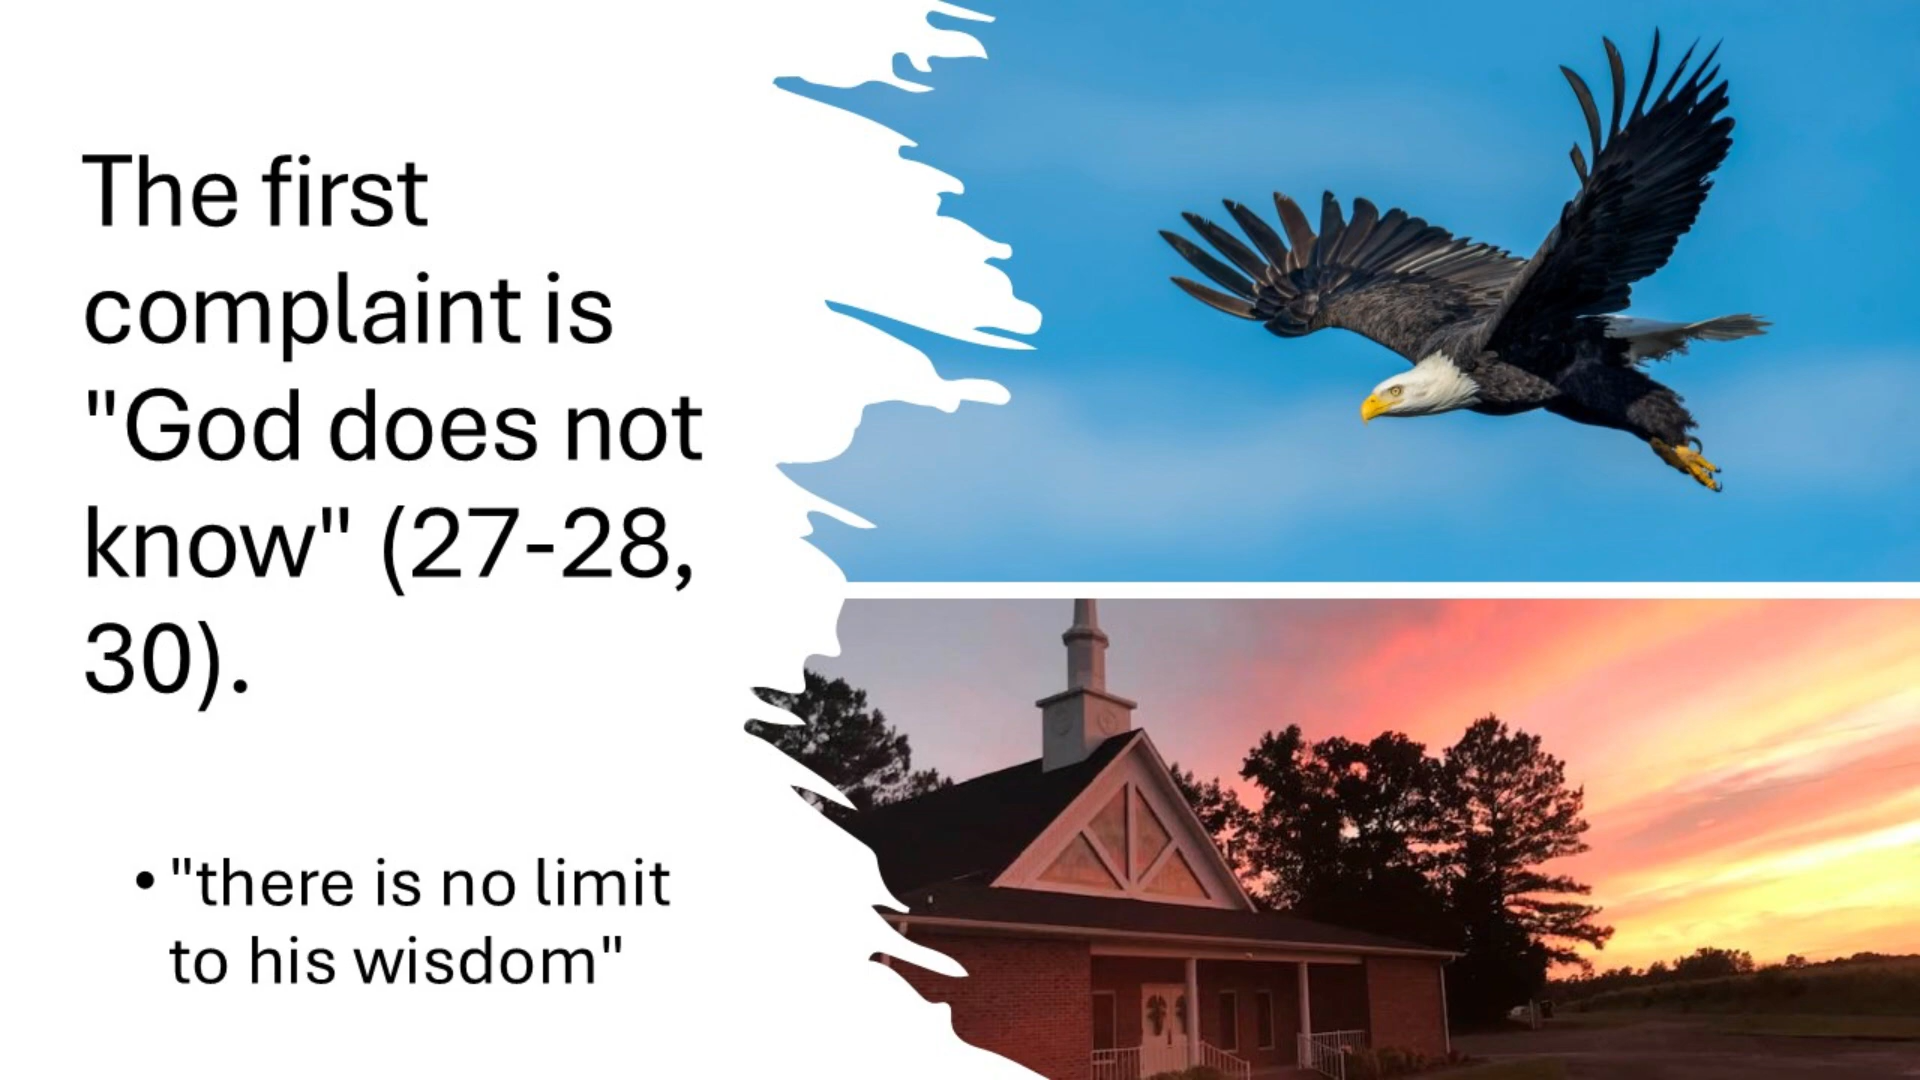 The first
complaint is
"God does not
know" (27-28,
30).
• "there is no limit
to his wisdom"